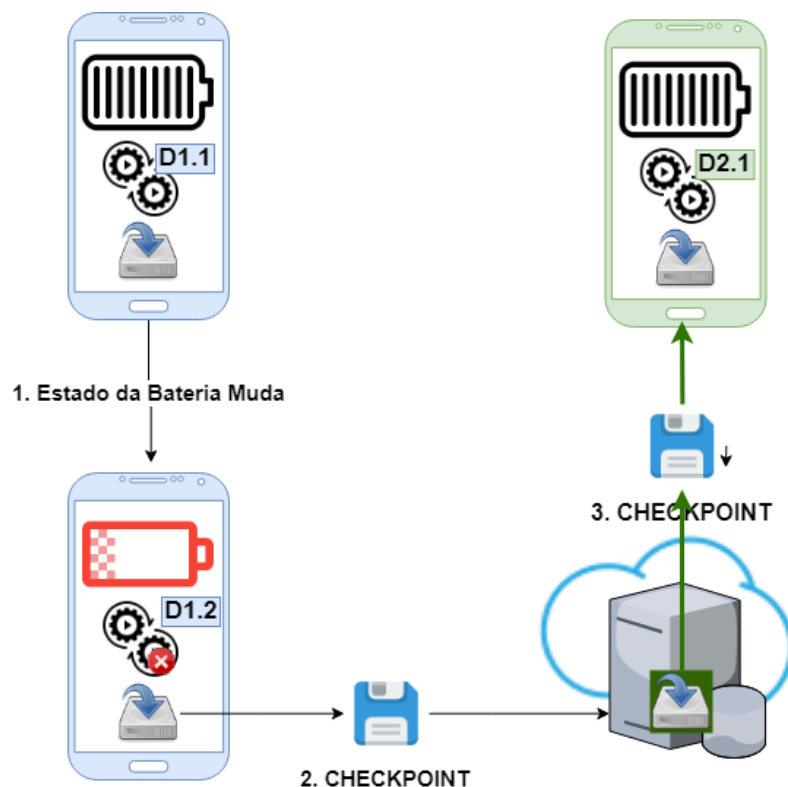 D1.1
D2.1
1. Estado da Bateria Muda
3. CHECKPOINT
D1.2
2. CHECKPOINT